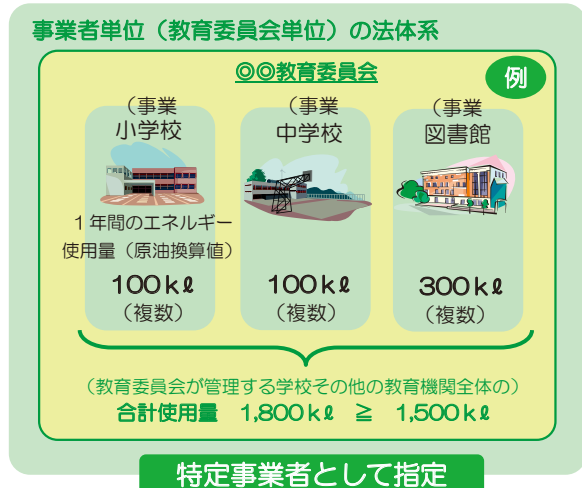 事業者単位（教育委員会単位）の法体系
◎◎教育委員会
例
（事業
小学校
１年間のエネルギー
使用量（原油換算値）
100ｋℓ
（複数）
（事業
中学校
100ｋℓ
（複数）
（事業
図書館
300ｋℓ
（複数）
（教育委員会が管理する学校その他の教育機関全体の）
合計使用量　1,800ｋℓ　≧　1,500ｋℓ
特定事業者として指定